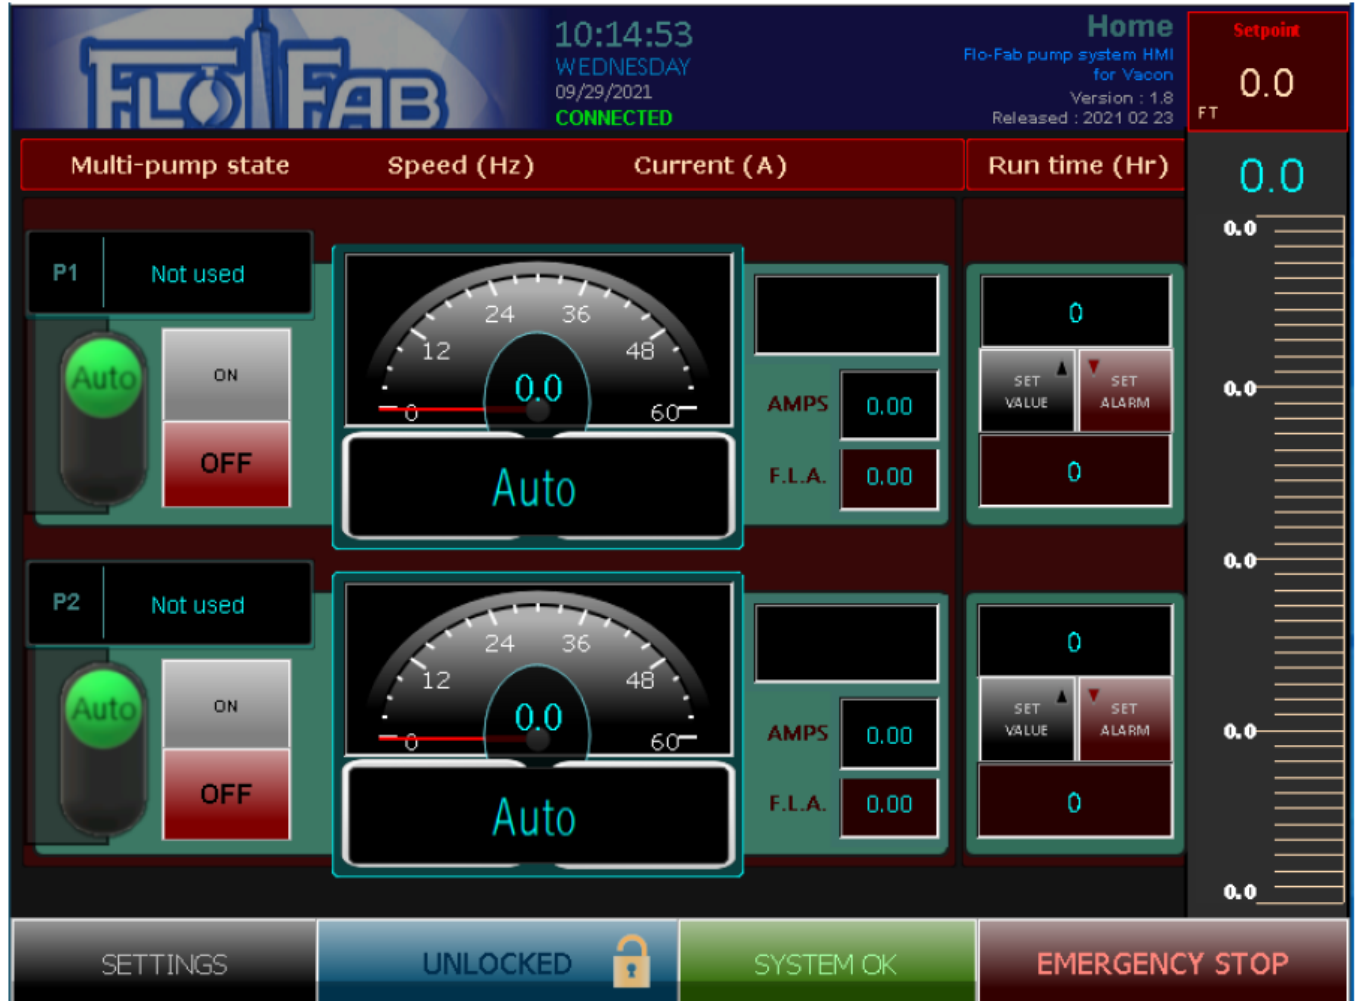 FLO FAB
10:14:53
WEDNESDAY
09/29/2021
CONNECTED
Home
Flo-Fab pump system HMI
for Vacon
Version : 1.8
Released : 2021 02 23
Setpoint
0.0
FT
Multi-pump state Speed (Hz) Current (A) Run time (Hr)
0.0
P1 Not used
Auto
ON
OFF
0 12 24 36 48 60
0.0
Auto
AMPS 0.00
F.L.A. 0.00
0
SET VALUE
SET ALARM
0
P2 Not used
Auto
ON
OFF
0 12 24 36 48 60
0.0
Auto
AMPS 0.00
F.L.A. 0.00
0
SET VALUE
SET ALARM
0
0.0
0.0
0.0
0.0
0.0
SETTINGS UNLOCKED SYSTEM OK EMERGENCY STOP